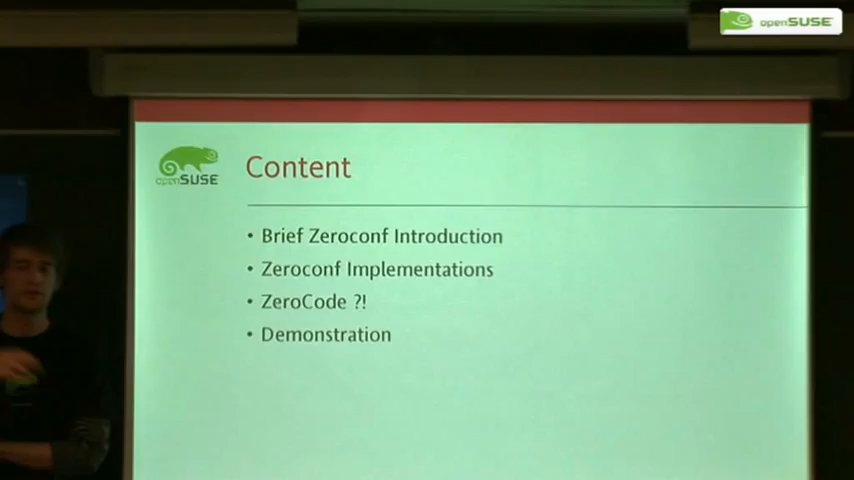 openSUSE
openSUSE
Content
• Brief Zeroconf Introduction
• Zeroconf Implementations
• ZeroCode ?!
• Demonstration